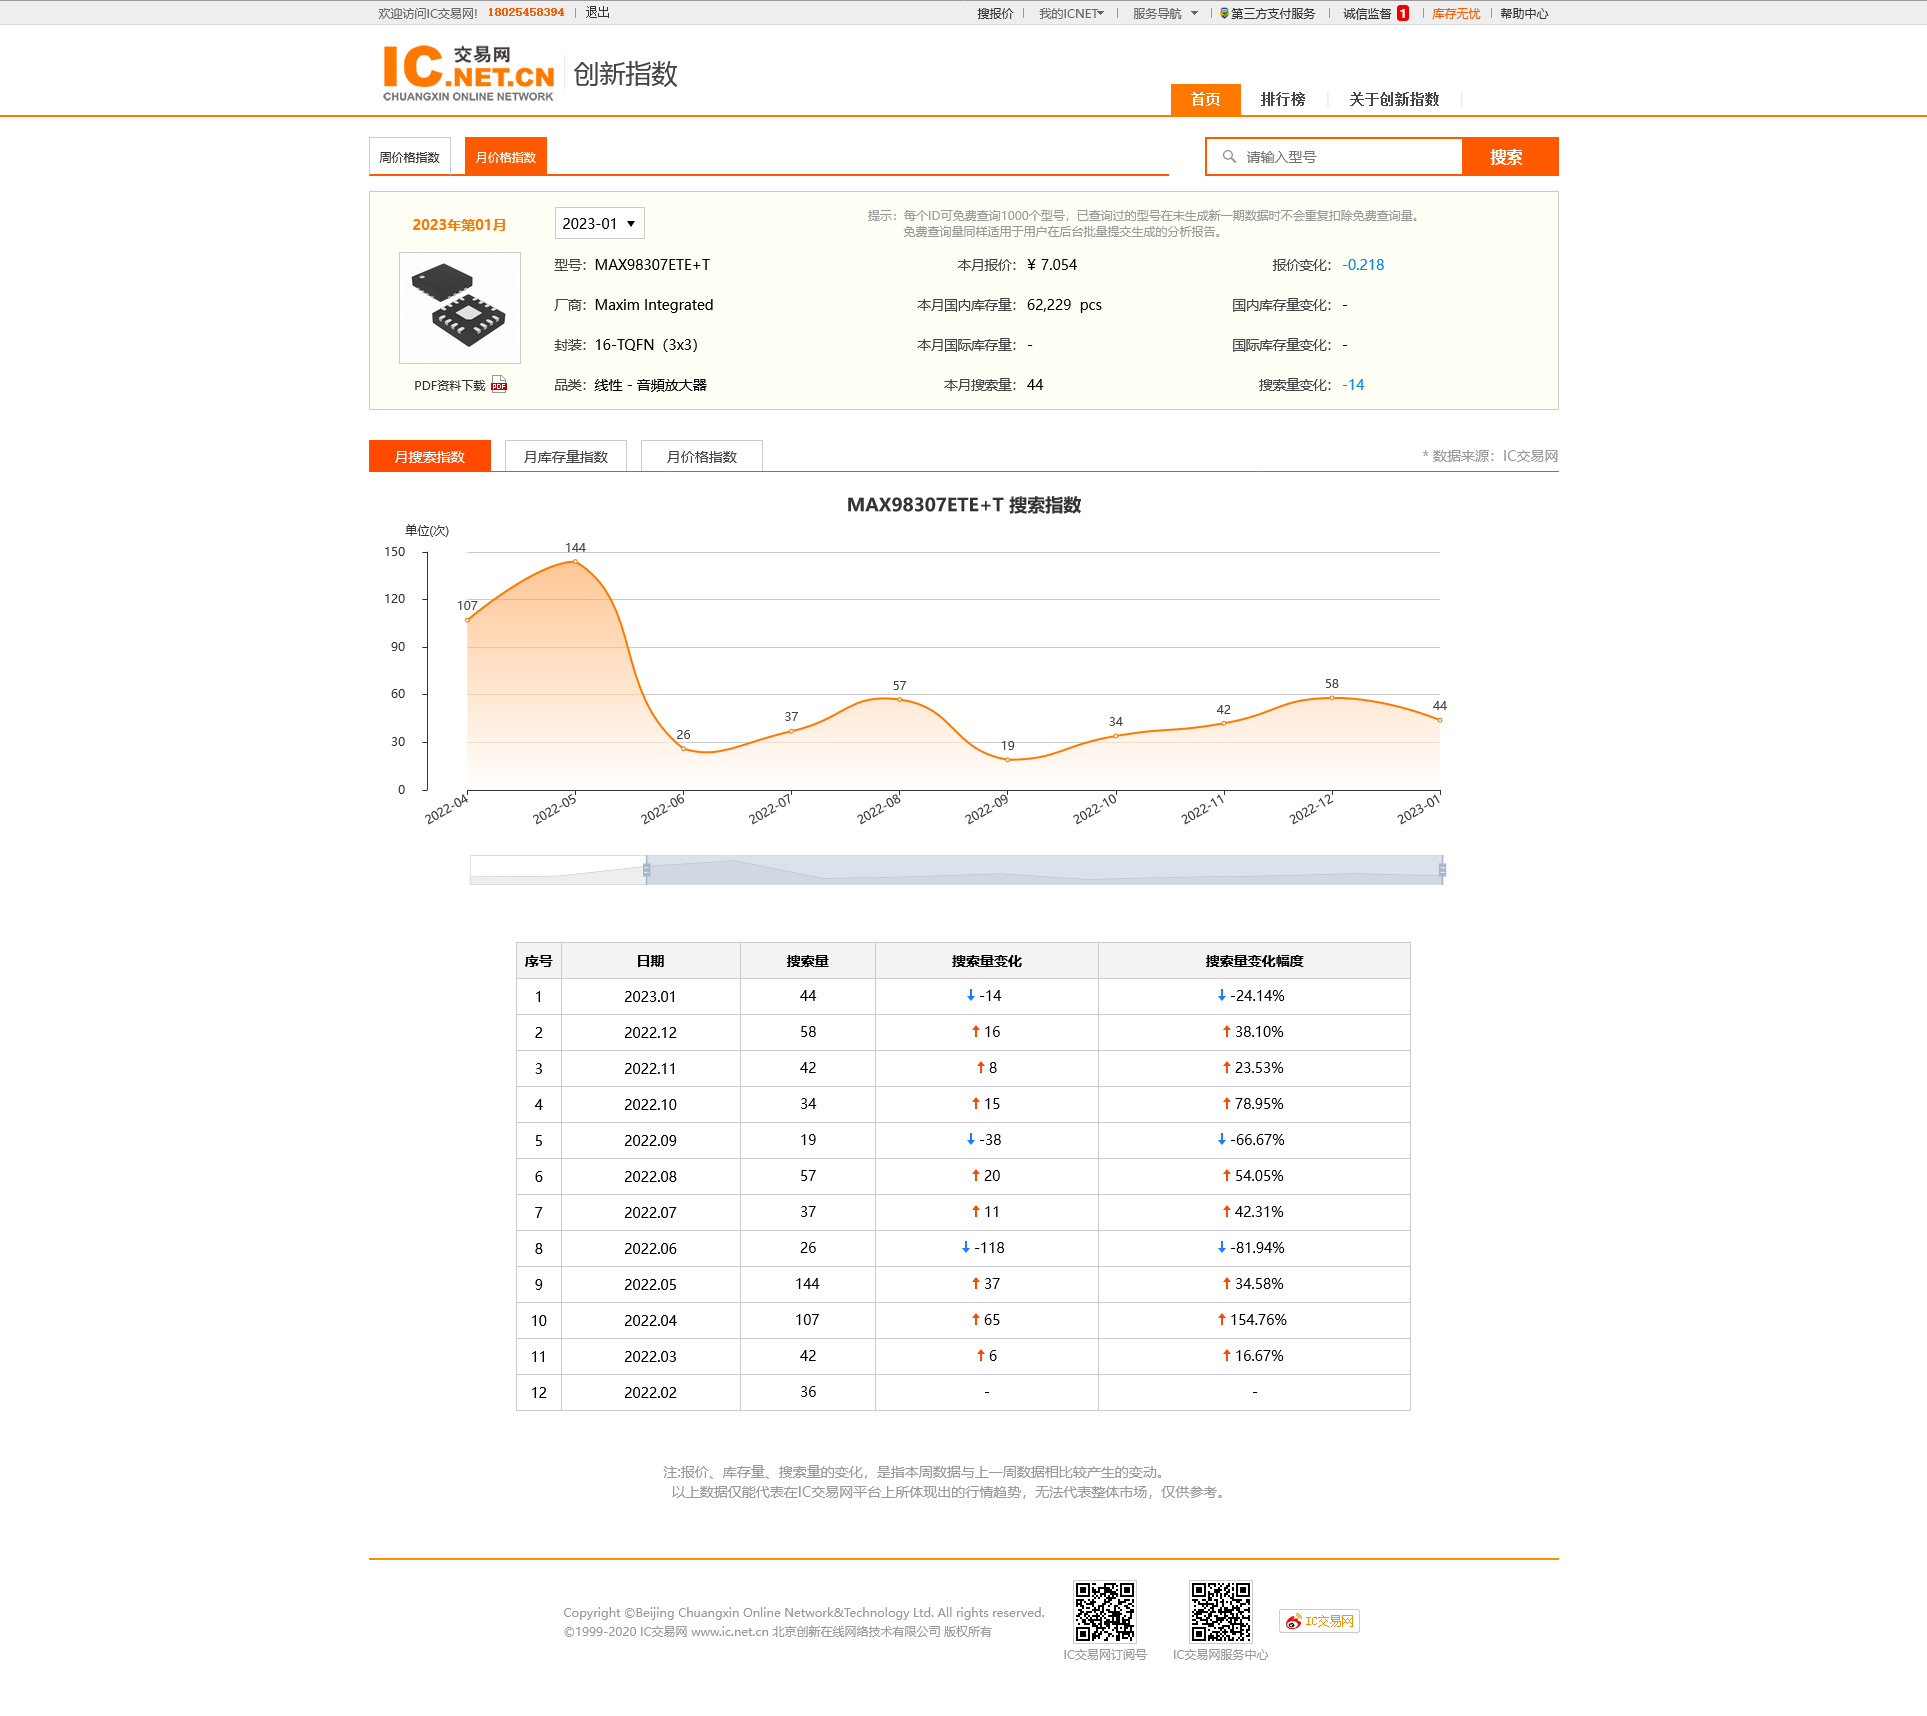 欢迎访问IC交易网! 18025458394 | 退出 搜报价 | 我的ICNET | 服务导航 | 第三方支付服务 | 诚信监督 1 | 库存无忧 | 帮助中心
IC交易网.NET.CN
CHUANGXIN ONLINE NETWORK
创新指数
首页 排行榜 关于创新指数
周价格指数 月价格指数 请输入型号 搜索
2023年第01月 2023-01
提示：每个ID可免费查询1000个型号，已查询过的型号在未生成新一期数据时不会重复扣除免费查询量。
免费查询量同样适用于用户在后台批量提交生成的分析报告。
型号：MAX98307ETE+T 本月报价：¥ 7.054 报价变化：-0.218
厂商：Maxim Integrated 本月国内库存量：62,229 pcs 国内库存量变化：-
封装：16-TQFN（3x3） 本月国际库存量：- 国际库存量变化：-
PDF资料下载 PDF 品类：线性 - 音頻放大器 本月搜索量：44 搜索量变化：-14
月搜索指数 月库存量指数 月价格指数 * 数据来源：IC交易网
MAX98307ETE+T 搜索指数
单位(次)
150
120
90
60
30
0
107 144 26 37 57 19 34 42 58 44
2022-04 2022-05 2022-06 2022-07 2022-08 2022-09 2022-10 2022-11 2022-12 2023-01
序号 日期 搜索量 搜索量变化 搜索量变化幅度
1 2023.01 44 ↓ -14 ↓ -24.14%
2 2022.12 58 ↑ 16 ↑ 38.10%
3 2022.11 42 ↑ 8 ↑ 23.53%
4 2022.10 34 ↑ 15 ↑ 78.95%
5 2022.09 19 ↓ -38 ↓ -66.67%
6 2022.08 57 ↑ 20 ↑ 54.05%
7 2022.07 37 ↑ 11 ↑ 42.31%
8 2022.06 26 ↓ -118 ↓ -81.94%
9 2022.05 144 ↑ 37 ↑ 34.58%
10 2022.04 107 ↑ 65 ↑ 154.76%
11 2022.03 42 ↑ 6 ↑ 16.67%
12 2022.02 36 - -
注:报价、库存量、搜索量的变化，是指本周数据与上一周数据相比较产生的变动。
以上数据仅能代表在IC交易网平台上所体现出的行情趋势，无法代表整体市场，仅供参考。
Copyright ©Beijing Chuangxin Online Network&Technology Ltd. All rights reserved.
©1999-2020 IC交易网 www.ic.net.cn 北京创新在线网络技术有限公司 版权所有
IC交易网订阅号 IC交易网服务中心 IC交易网